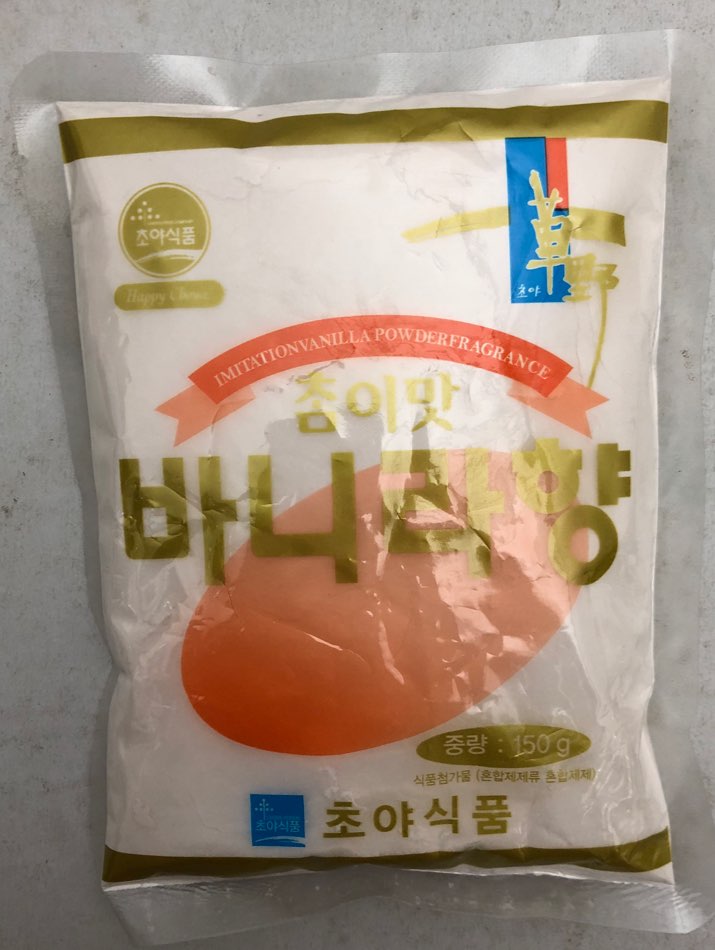 초야식품
Happy Choice
草野
초야
IMITATIONVANILLA POWDERFRAGRANCE
참이맛
바니라향
중량 : 150 g
식품첨가물 (혼합제제류 혼합제제)
초야식품
초야식품